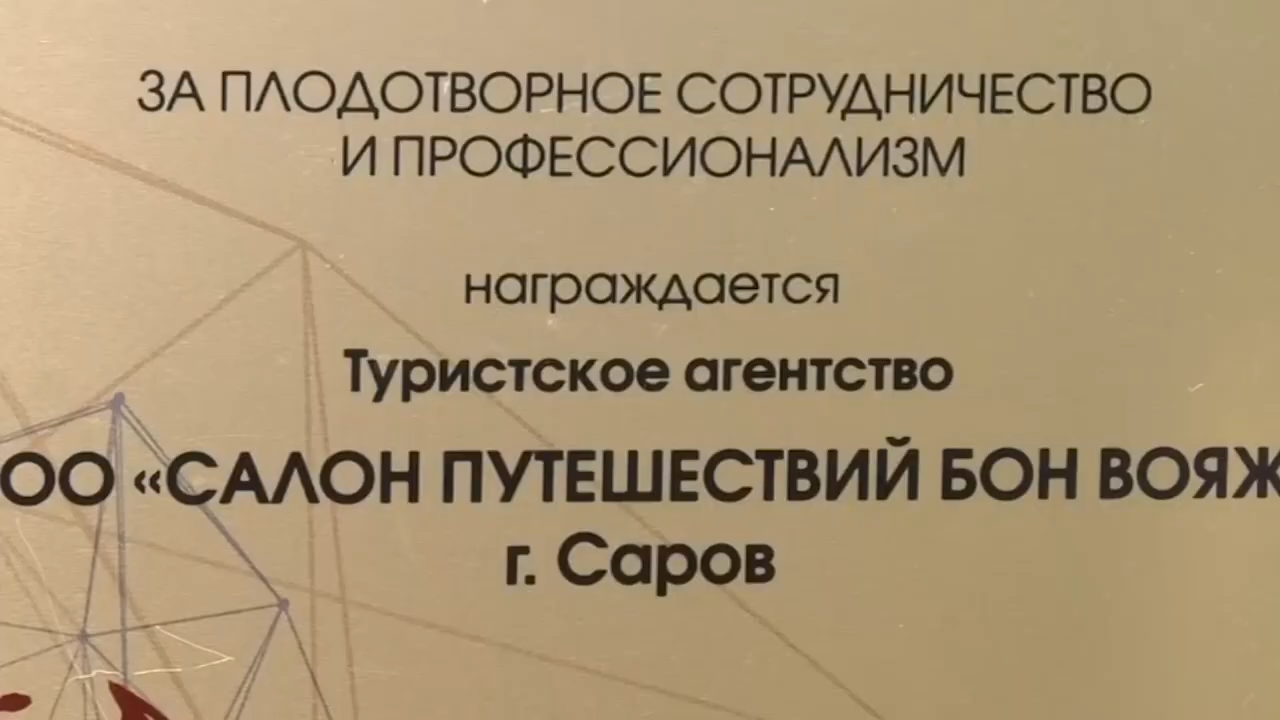 ЗА ПЛОДОТВОРНОЕ СОТРУДНИЧЕСТВО
И ПРОФЕССИОНАЛИЗМ
награждается
Туристское агентство
ОО «САЛОН ПУТЕШЕСТВИЙ БОН ВОЯЖ
г. Саров